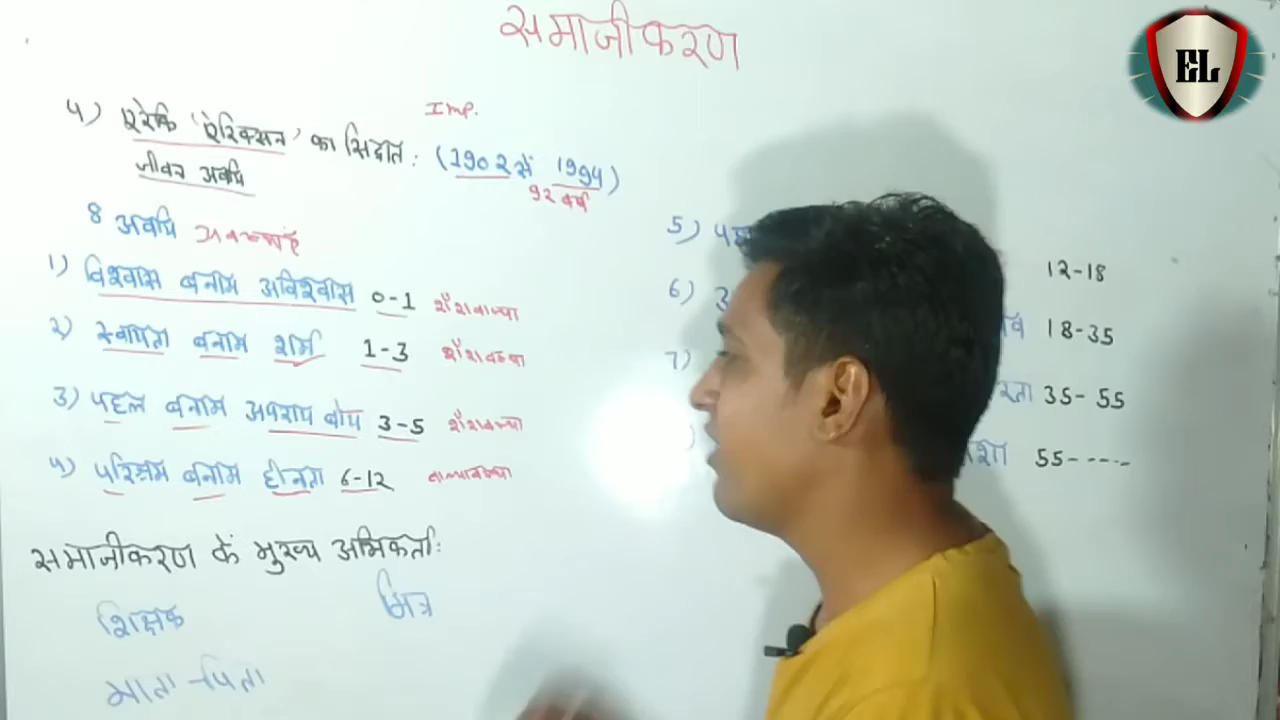 समाजीकरण
EL
Imp.
4) एरिक 'ऐरिक्सन' का सिद्धांत : (1902 से 1994)
92 वर्ष
जीवन अवधि
8 अवधि अवस्थाएं
1) विश्वास बनाम अविश्वास 0-1 शैशवावस्था
2) स्वायत्ता बनाम शर्म 1-3 शैशवावस्था
3) पहल बनाम अपराध बोध 3-5 शैशवावस्था
4) परिश्रम बनाम हीनता 6-12 बाल्यावस्था
5) 12-18
6) 18-35
7) 35-55
55-----
समाजीकरण के मुख्य अभिकर्ता :
शिक्षक मित्र
माता-पिता